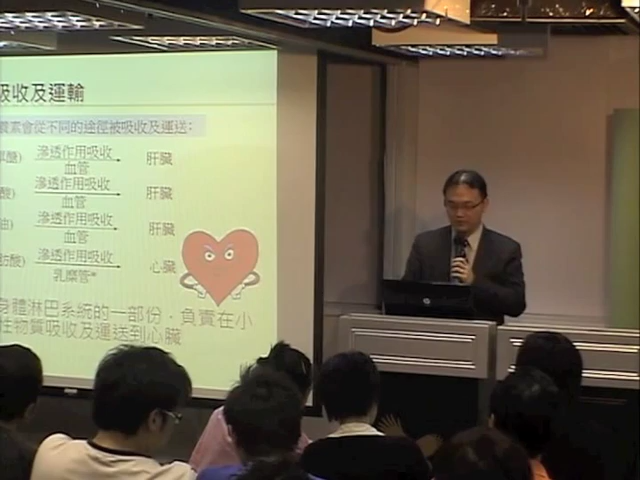 吸收及運輸
養素會從不同的途徑被吸收及運送:
滲透作用吸收
血管
肝臟
滲透作用吸收
血管
肝臟
油)
滲透作用吸收
血管
肝臟
肪酸)
滲透作用吸收
乳糜管*
心臟
身體淋巴系統的一部份，負責在小
性物質吸收及運送到心臟